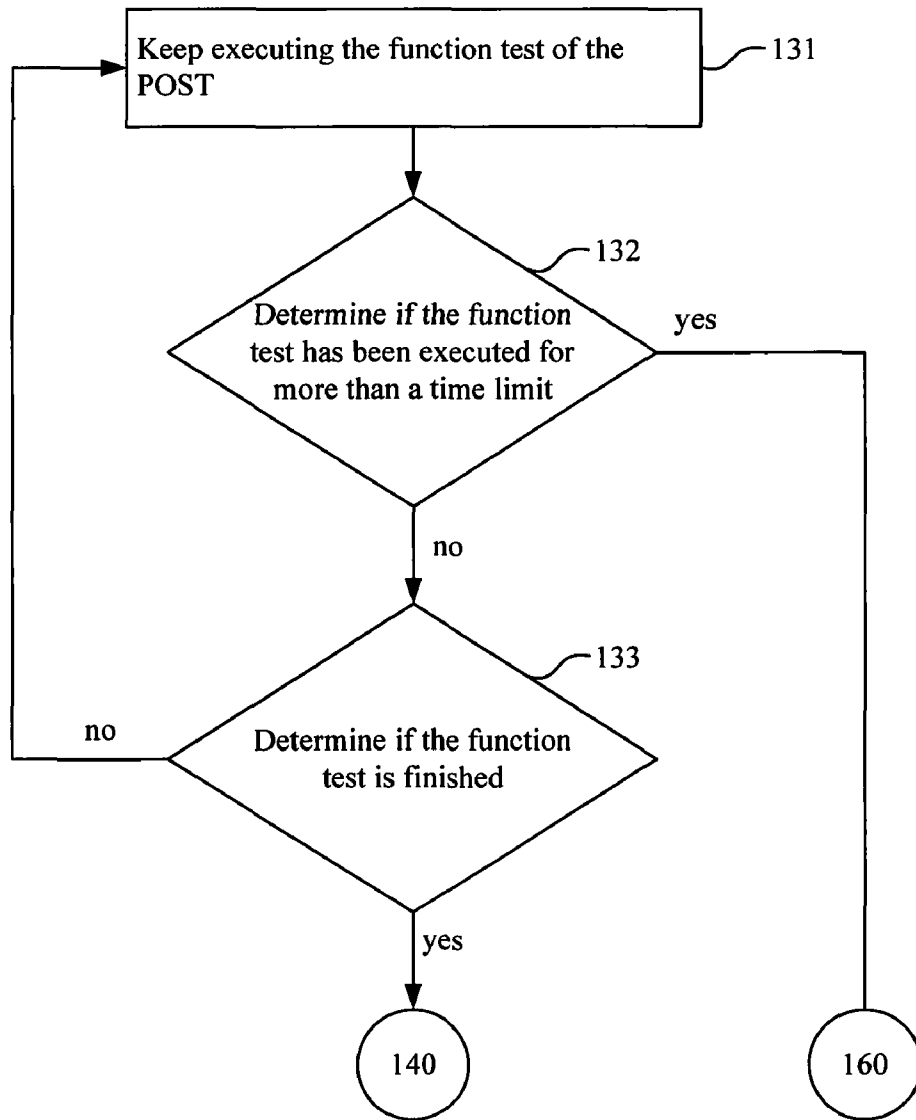 Keep executing the function test of the
POST
131
132
Determine if the function
test has been executed for
more than a time limit
yes
no
133
no
Determine if the function
test is finished
yes
140
160